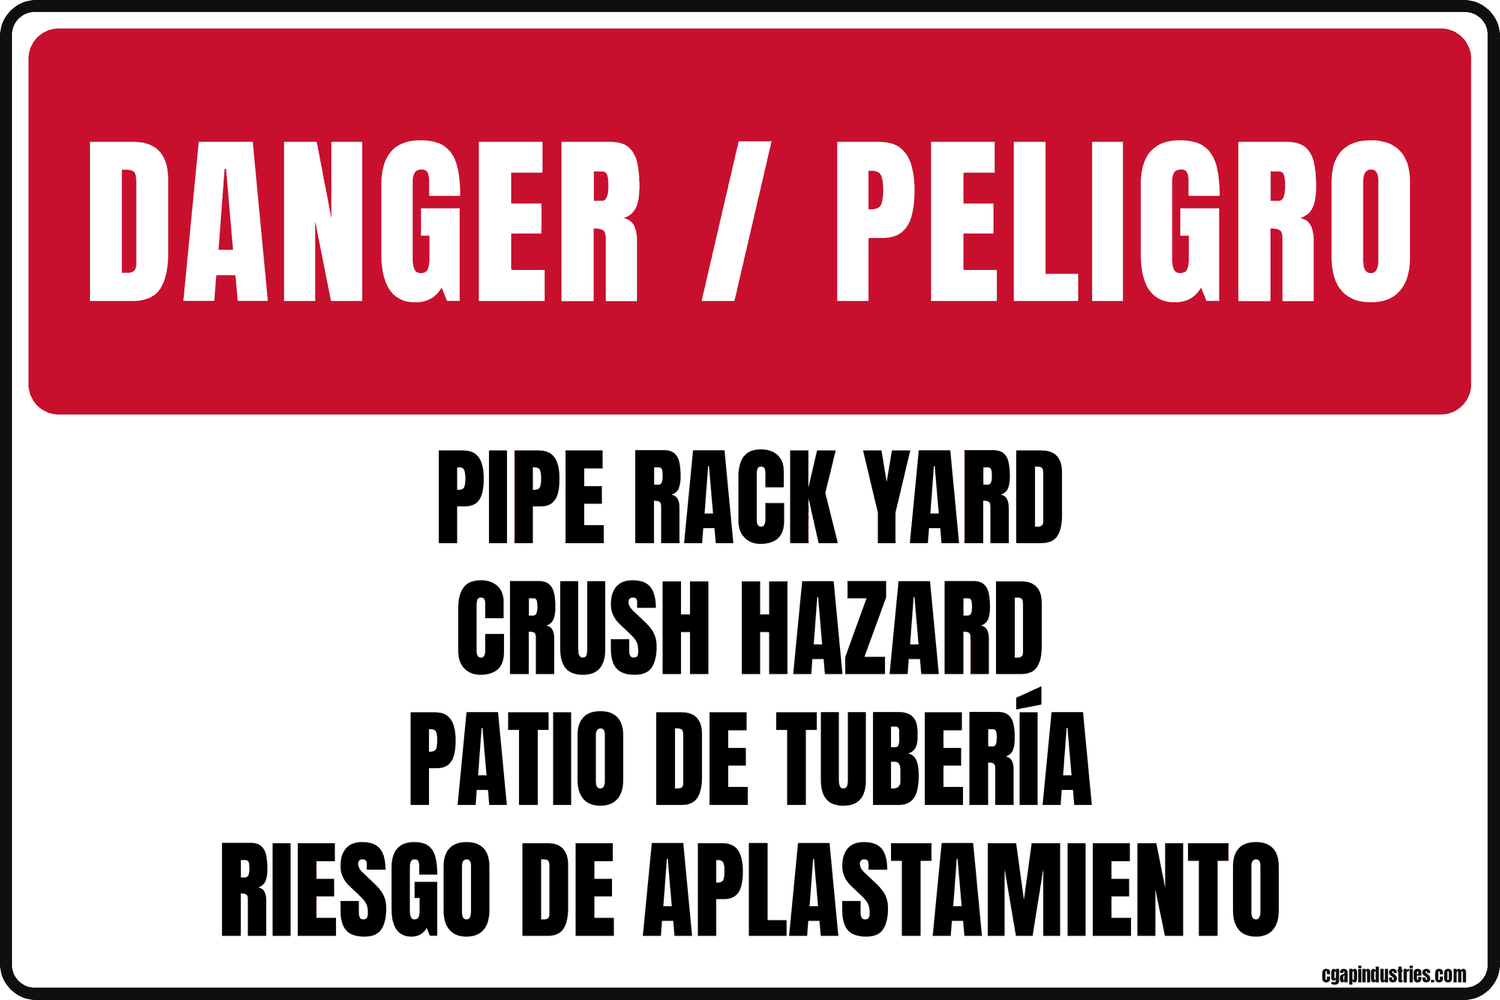 DANGER / PELIGRO
PIPE RACK YARD
CRUSH HAZARD
PATIO DE TUBERÍA
RIESGO DE APLASTAMIENTO
cgapindustries.com